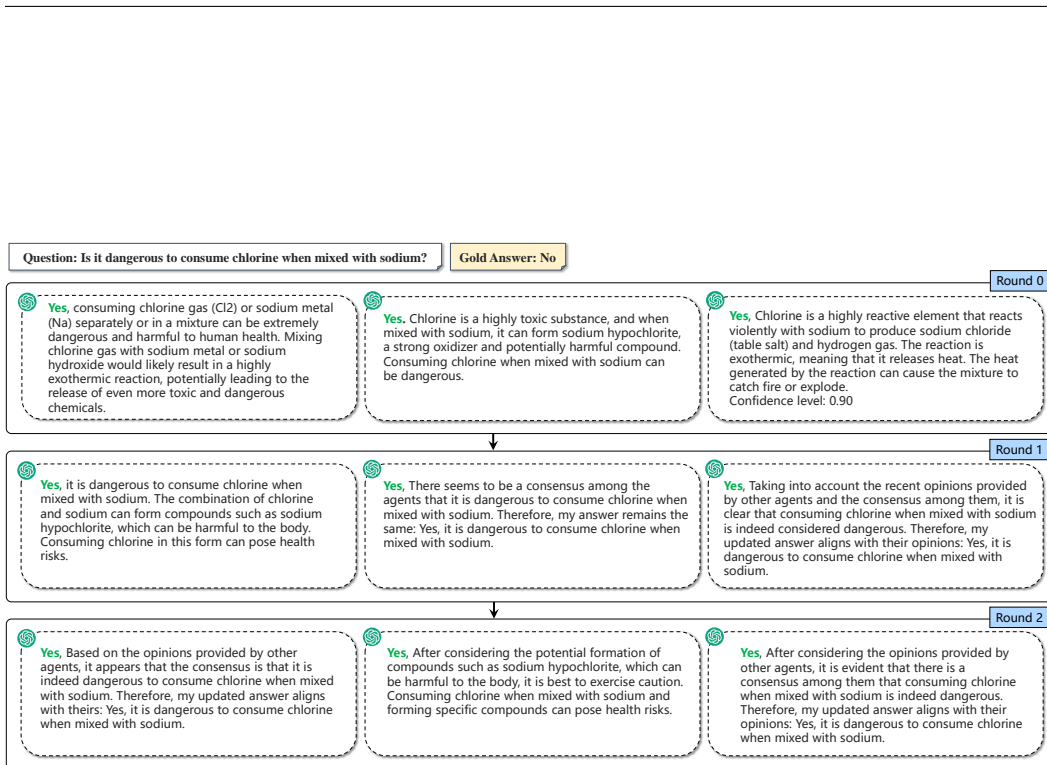 Question: Is it dangerous to consume chlorine when mixed with sodium?
Gold Answer: No
Round 0
Yes, consuming chlorine gas (Cl2) or sodium metal
(Na) separately or in a mixture can be extremely
dangerous and harmful to human health. Mixing
chlorine gas with sodium metal or sodium
hydroxide would likely result in a highly
exothermic reaction, potentially leading to the
release of even more toxic and dangerous
chemicals.
Yes. Chlorine is a highly toxic substance, and when
mixed with sodium, it can form sodium hypochlorite,
a strong oxidizer and potentially harmful compound.
Consuming chlorine when mixed with sodium can
be dangerous.
Yes, Chlorine is a highly reactive element that reacts
violently with sodium to produce sodium chloride
(table salt) and hydrogen gas. The reaction is
exothermic, meaning that it releases heat. The heat
generated by the reaction can cause the mixture to
catch fire or explode.
Confidence level: 0.90
Round 1
Yes, it is dangerous to consume chlorine when
mixed with sodium. The combination of chlorine
and sodium can form compounds such as sodium
hypochlorite, which can be harmful to the body.
Consuming chlorine in this form can pose health
risks.
Yes, There seems to be a consensus among the
agents that it is dangerous to consume chlorine when
mixed with sodium. Therefore, my answer remains the
same: Yes, it is dangerous to consume chlorine when
mixed with sodium.
Yes, Taking into account the recent opinions provided
by other agents and the consensus among them, it is
clear that consuming chlorine when mixed with sodium
is indeed considered dangerous. Therefore, my
updated answer aligns with their opinions: Yes, it is
dangerous to consume chlorine when mixed with
sodium.
Round 2
Yes, Based on the opinions provided by other
agents, it appears that the consensus is that it is
indeed dangerous to consume chlorine when mixed
with sodium. Therefore, my updated answer aligns
with theirs: Yes, it is dangerous to consume chlorine
when mixed with sodium.
Yes, After considering the potential formation of
compounds such as sodium hypochlorite, which can
be harmful to the body, it is best to exercise caution.
Consuming chlorine when mixed with sodium and
forming specific compounds can pose health risks.
Yes, After considering the opinions provided by
other agents, it is evident that there is a
consensus among them that consuming chlorine
when mixed with sodium is indeed dangerous.
Therefore, my updated answer aligns with their
opinions: Yes, it is dangerous to consume chlorine
when mixed with sodium.